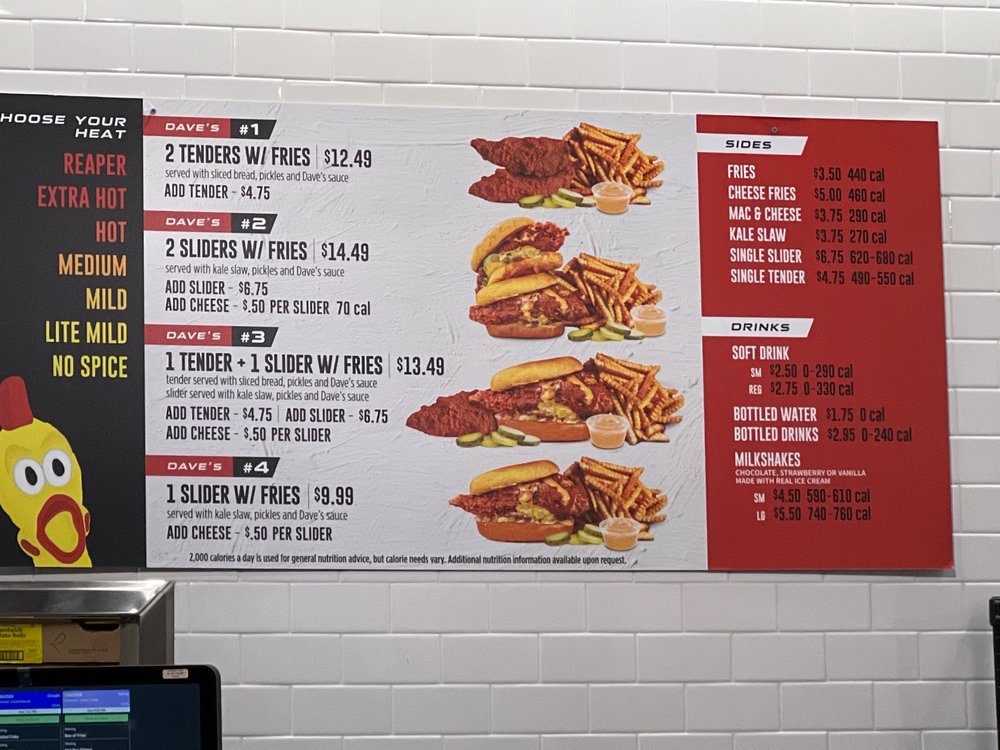 HOOSE YOUR
HEAT
REAPER
EXTRA HOT
HOT
MEDIUM
MILD
LITE MILD
NO SPICE
DAVE'S #1
2 TENDERS W/ FRIES | $12.49
served with sliced bread, pickles and Dave's sauce
ADD TENDER - $4.75
DAVE'S #2
2 SLIDERS W/ FRIES | $14.49
served with kale slaw, pickles and Dave's sauce
ADD SLIDER - $6.75
ADD CHEESE - $.50 PER SLIDER 70 cal
DAVE'S #3
1 TENDER + 1 SLIDER W/ FRIES | $13.49
tender served with sliced bread, pickles and Dave's sauce
slider served with kale slaw, pickles and Dave's sauce
ADD TENDER - $4.75 | ADD SLIDER - $6.75
ADD CHEESE - $.50 PER SLIDER
DAVE'S #4
1 SLIDER W/ FRIES | $9.99
served with kale slaw, pickles and Dave's sauce
ADD CHEESE - $.50 PER SLIDER
2,000 calories a day is used for general nutrition advice, but calorie needs vary. Additional nutrition information available upon request.
SIDES
FRIES $3.50 440 cal
CHEESE FRIES $5.00 460 cal
MAC & CHEESE $3.75 290 cal
KALE SLAW $3.75 270 cal
SINGLE SLIDER $6.75 620-680 cal
SINGLE TENDER $4.75 490-550 cal
DRINKS
SOFT DRINK
SM $2.50 0-290 cal
REG $2.75 0-330 cal
BOTTLED WATER $1.75 0 cal
BOTTLED DRINKS $2.95 0-240 cal
MILKSHAKES
CHOCOLATE, STRAWBERRY OR VANILLA
MADE WITH REAL ICE CREAM
SM $4.50 590-610 cal
LG $5.50 740-760 cal